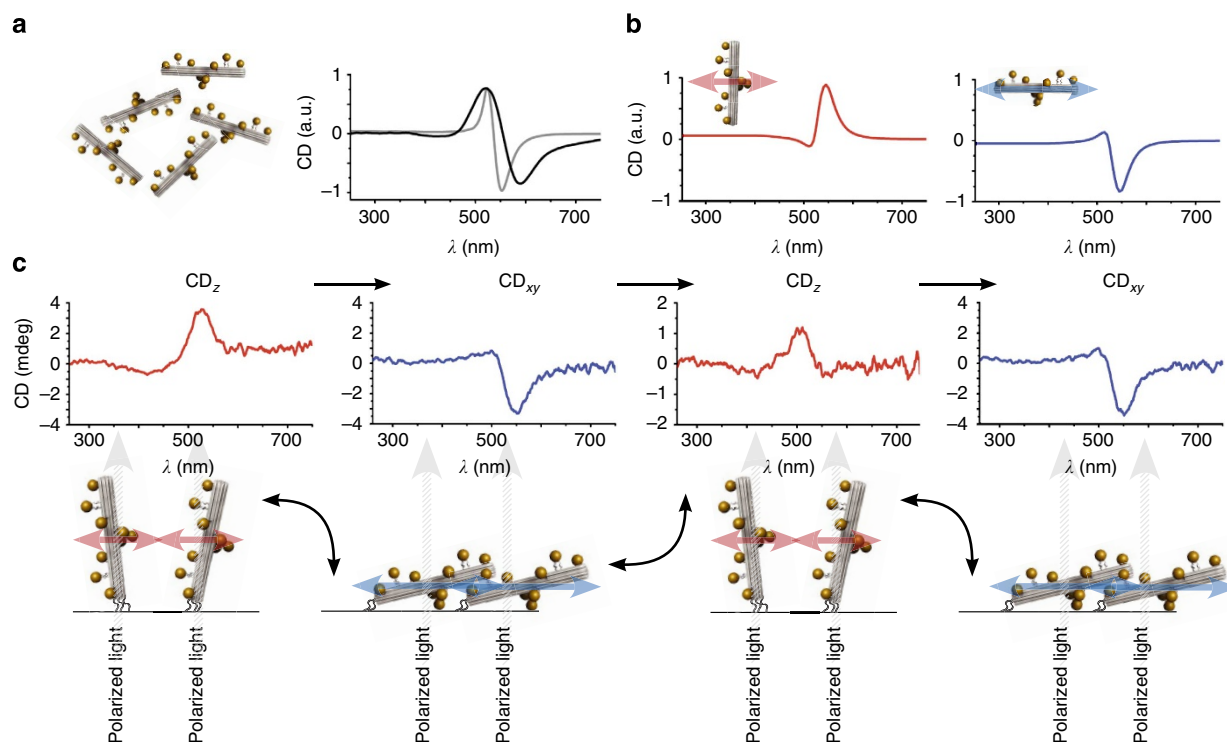 a
b
1
0
–1
CD (a.u.)
300
500
700
λ (nm)
1
0
–1
CD (a.u.)
300
500
700
λ (nm)
1
0
–1
300
500
700
λ (nm)
c
CDz
CDxy
CDz
CDxy
4
2
0
–2
–4
CD (mdeg)
300
500
700
λ (nm)
4
2
0
–2
–4
300
500
700
λ (nm)
2
1
0
–1
–2
300
500
700
λ (nm)
4
2
0
–2
–4
300
500
700
λ (nm)
Polarized light
Polarized light
Polarized light
Polarized light
Polarized light
Polarized light
Polarized light
Polarized light